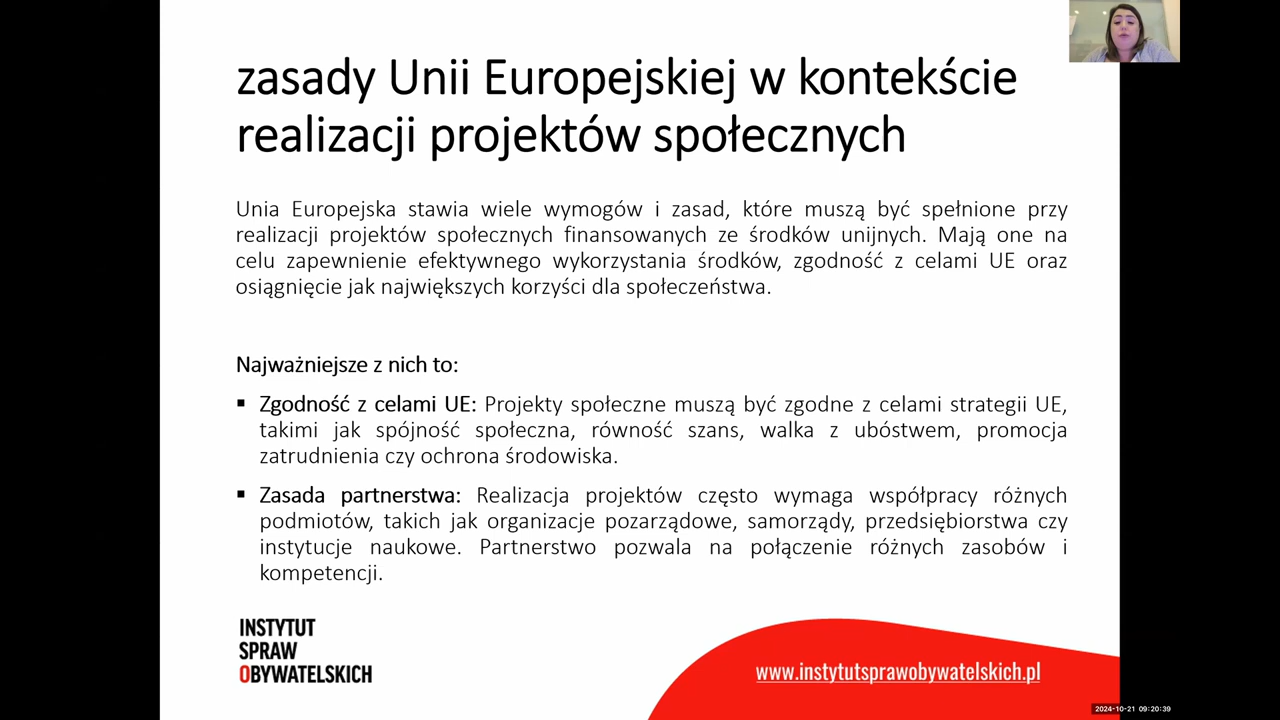 zasady Unii Europejskiej w kontekście
realizacji projektów społecznych
Unia Europejska stawia wiele wymogów i zasad, które muszą być spełnione przy
realizacji projektów społecznych finansowanych ze środków unijnych. Mają one na
celu zapewnienie efektywnego wykorzystania środków, zgodność z celami UE oraz
osiągnięcie jak największych korzyści dla społeczeństwa.
Najważniejsze z nich to:
▪ Zgodność z celami UE: Projekty społeczne muszą być zgodne z celami strategii UE,
takimi jak spójność społeczna, równość szans, walka z ubóstwem, promocja
zatrudnienia czy ochrona środowiska.
▪ Zasada partnerstwa: Realizacja projektów często wymaga współpracy różnych
podmiotów, takich jak organizacje pozarządowe, samorządy, przedsiębiorstwa czy
instytucje naukowe. Partnerstwo pozwala na połączenie różnych zasobów i
kompetencji.
INSTYTUT
SPRAW
OBYWATELSKICH
www.instytutsprawobywatelskich.pl
2024-10-21 09:20:39